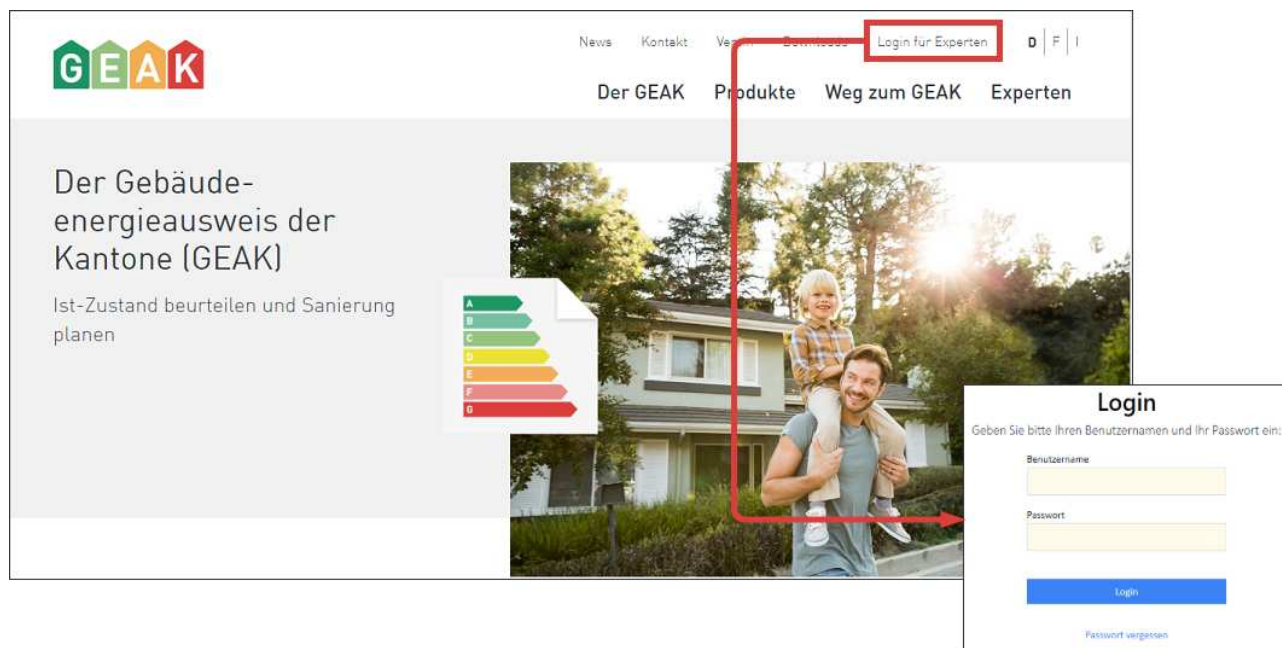 GEAK
News Kontakt Verein Downloads Login für Experten D F I
Der GEAK Produkte Weg zum GEAK Experten
Der Gebäude-
energieausweis der
Kantone (GEAK)
Ist-Zustand beurteilen und Sanierung
planen
A
B
C
D
E
F
G
Login
Geben Sie bitte Ihren Benutzernamen und Ihr Passwort ein:
Benutzername
Passwort
Login
Passwort vergessen